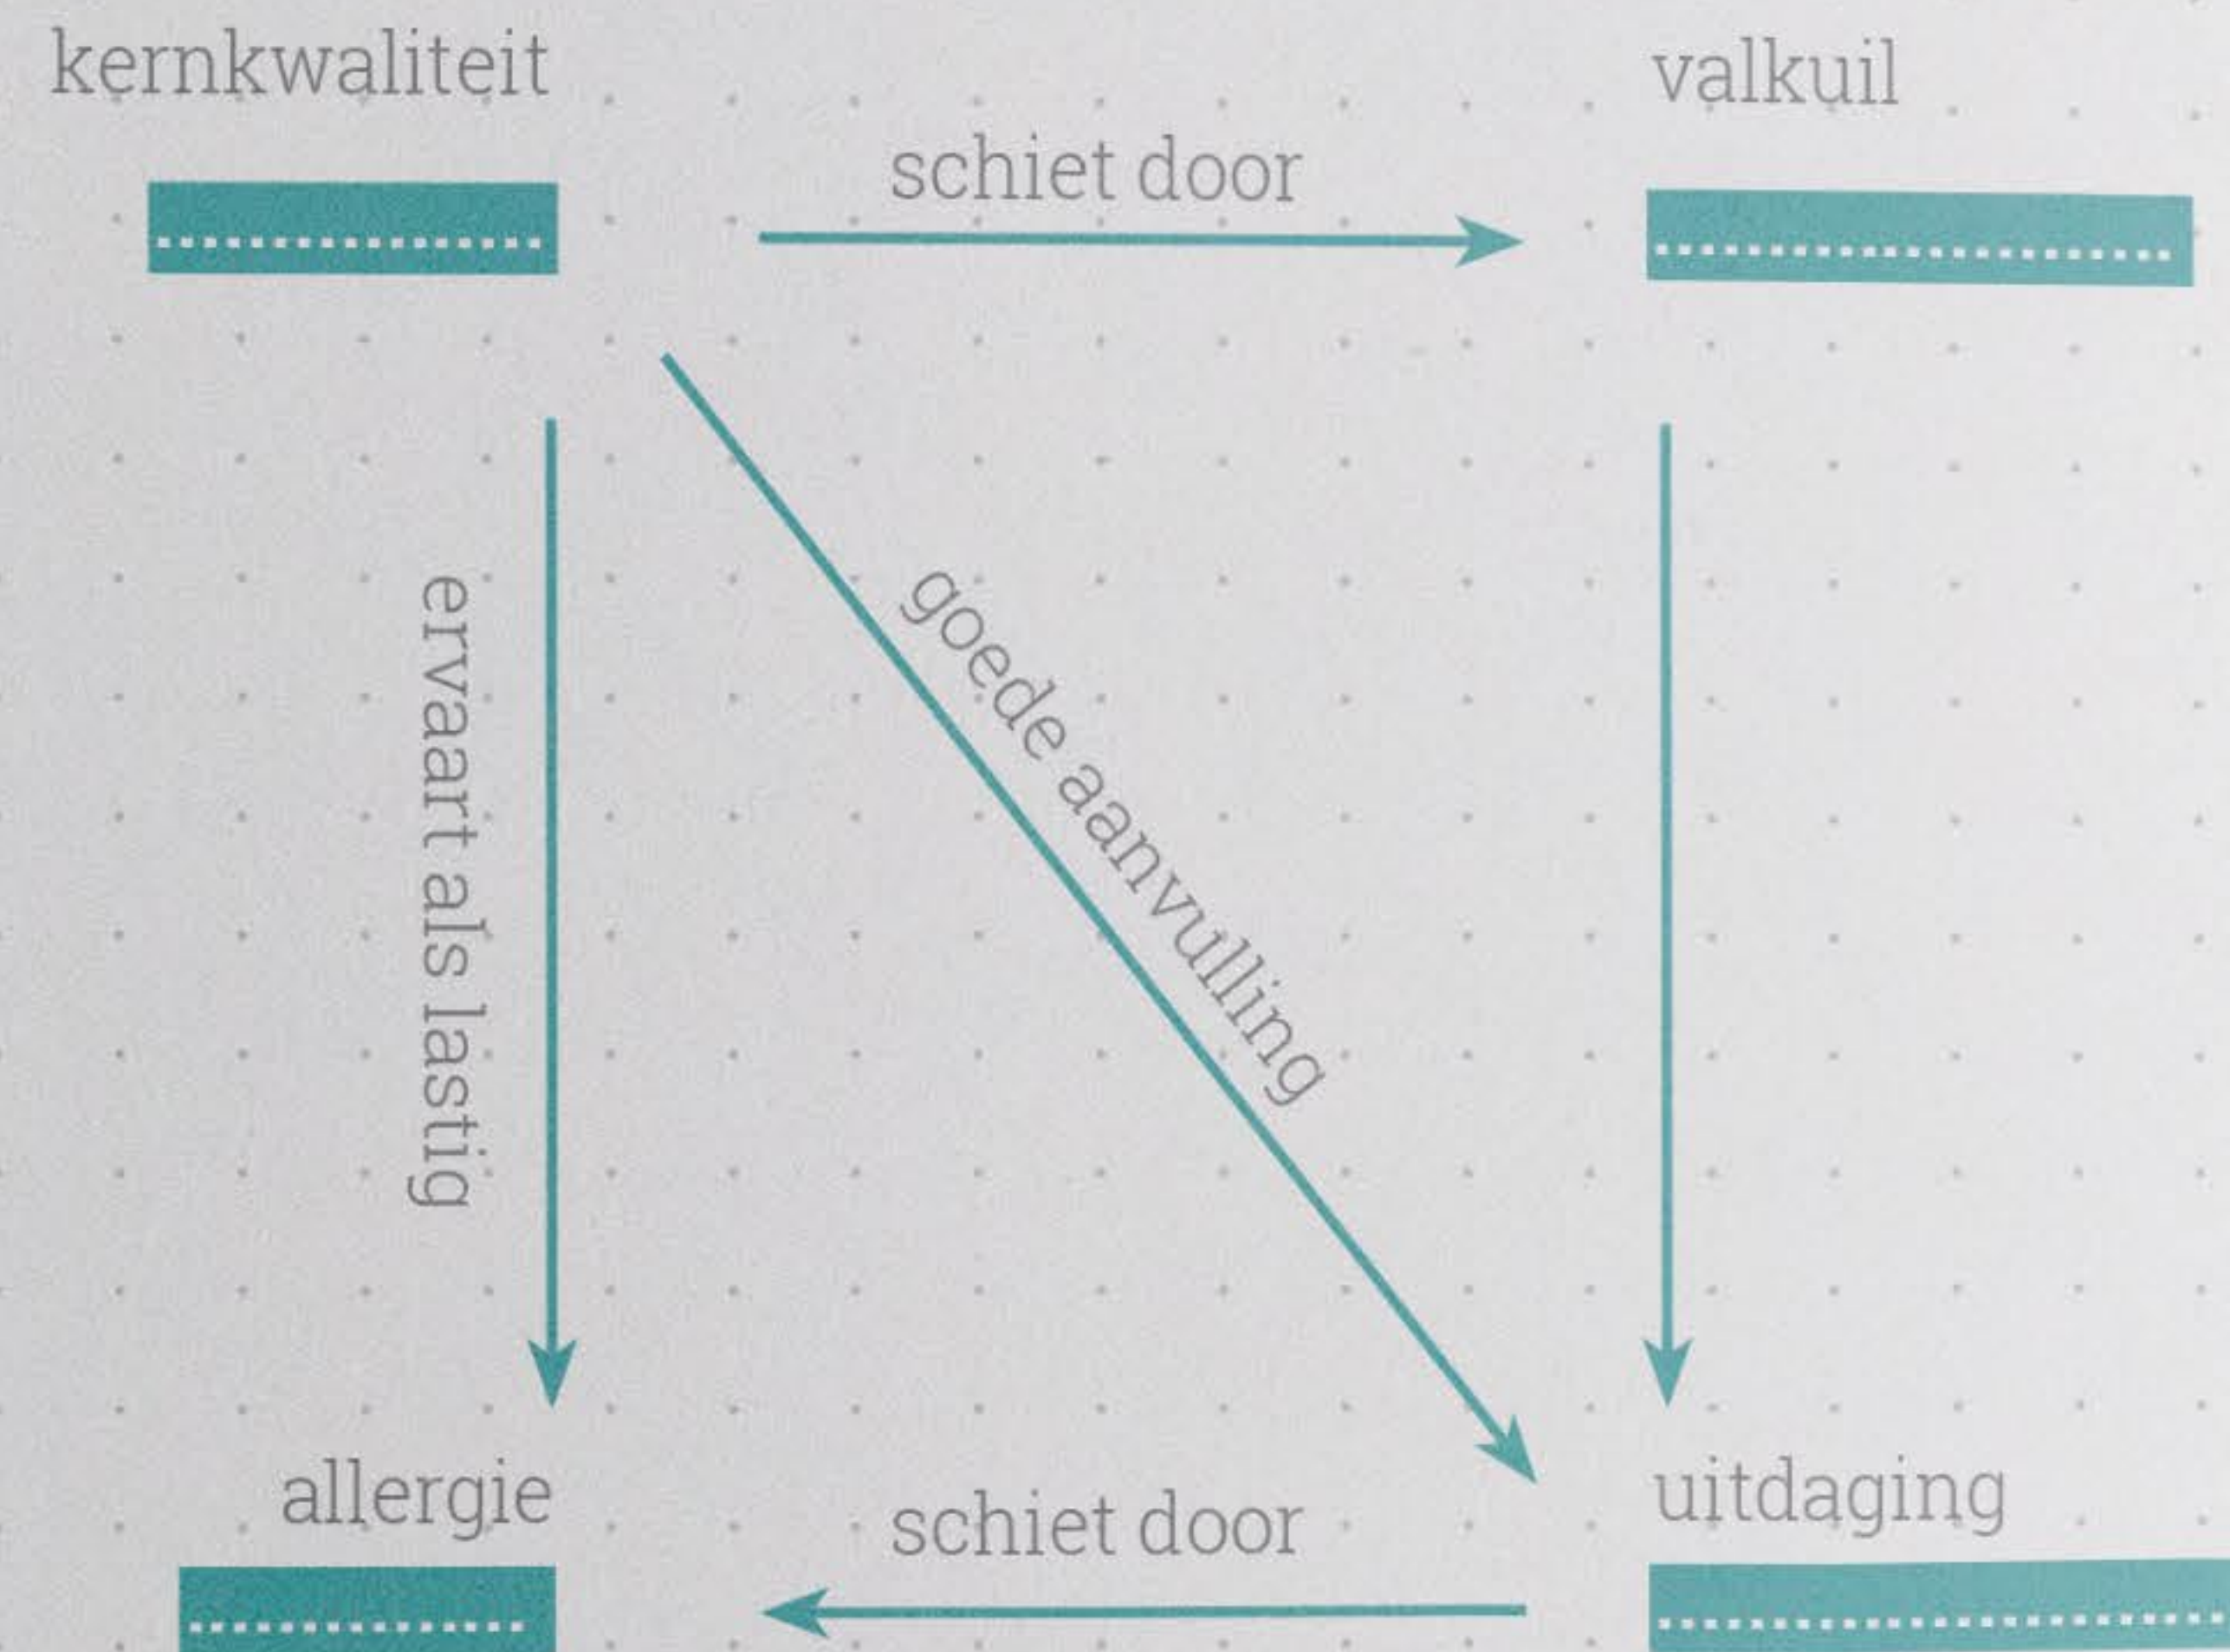 kernkwaliteit
valkuil
schiet door
ervaart als lastig
goede aanvulling
allergie
schiet door
uitdaging